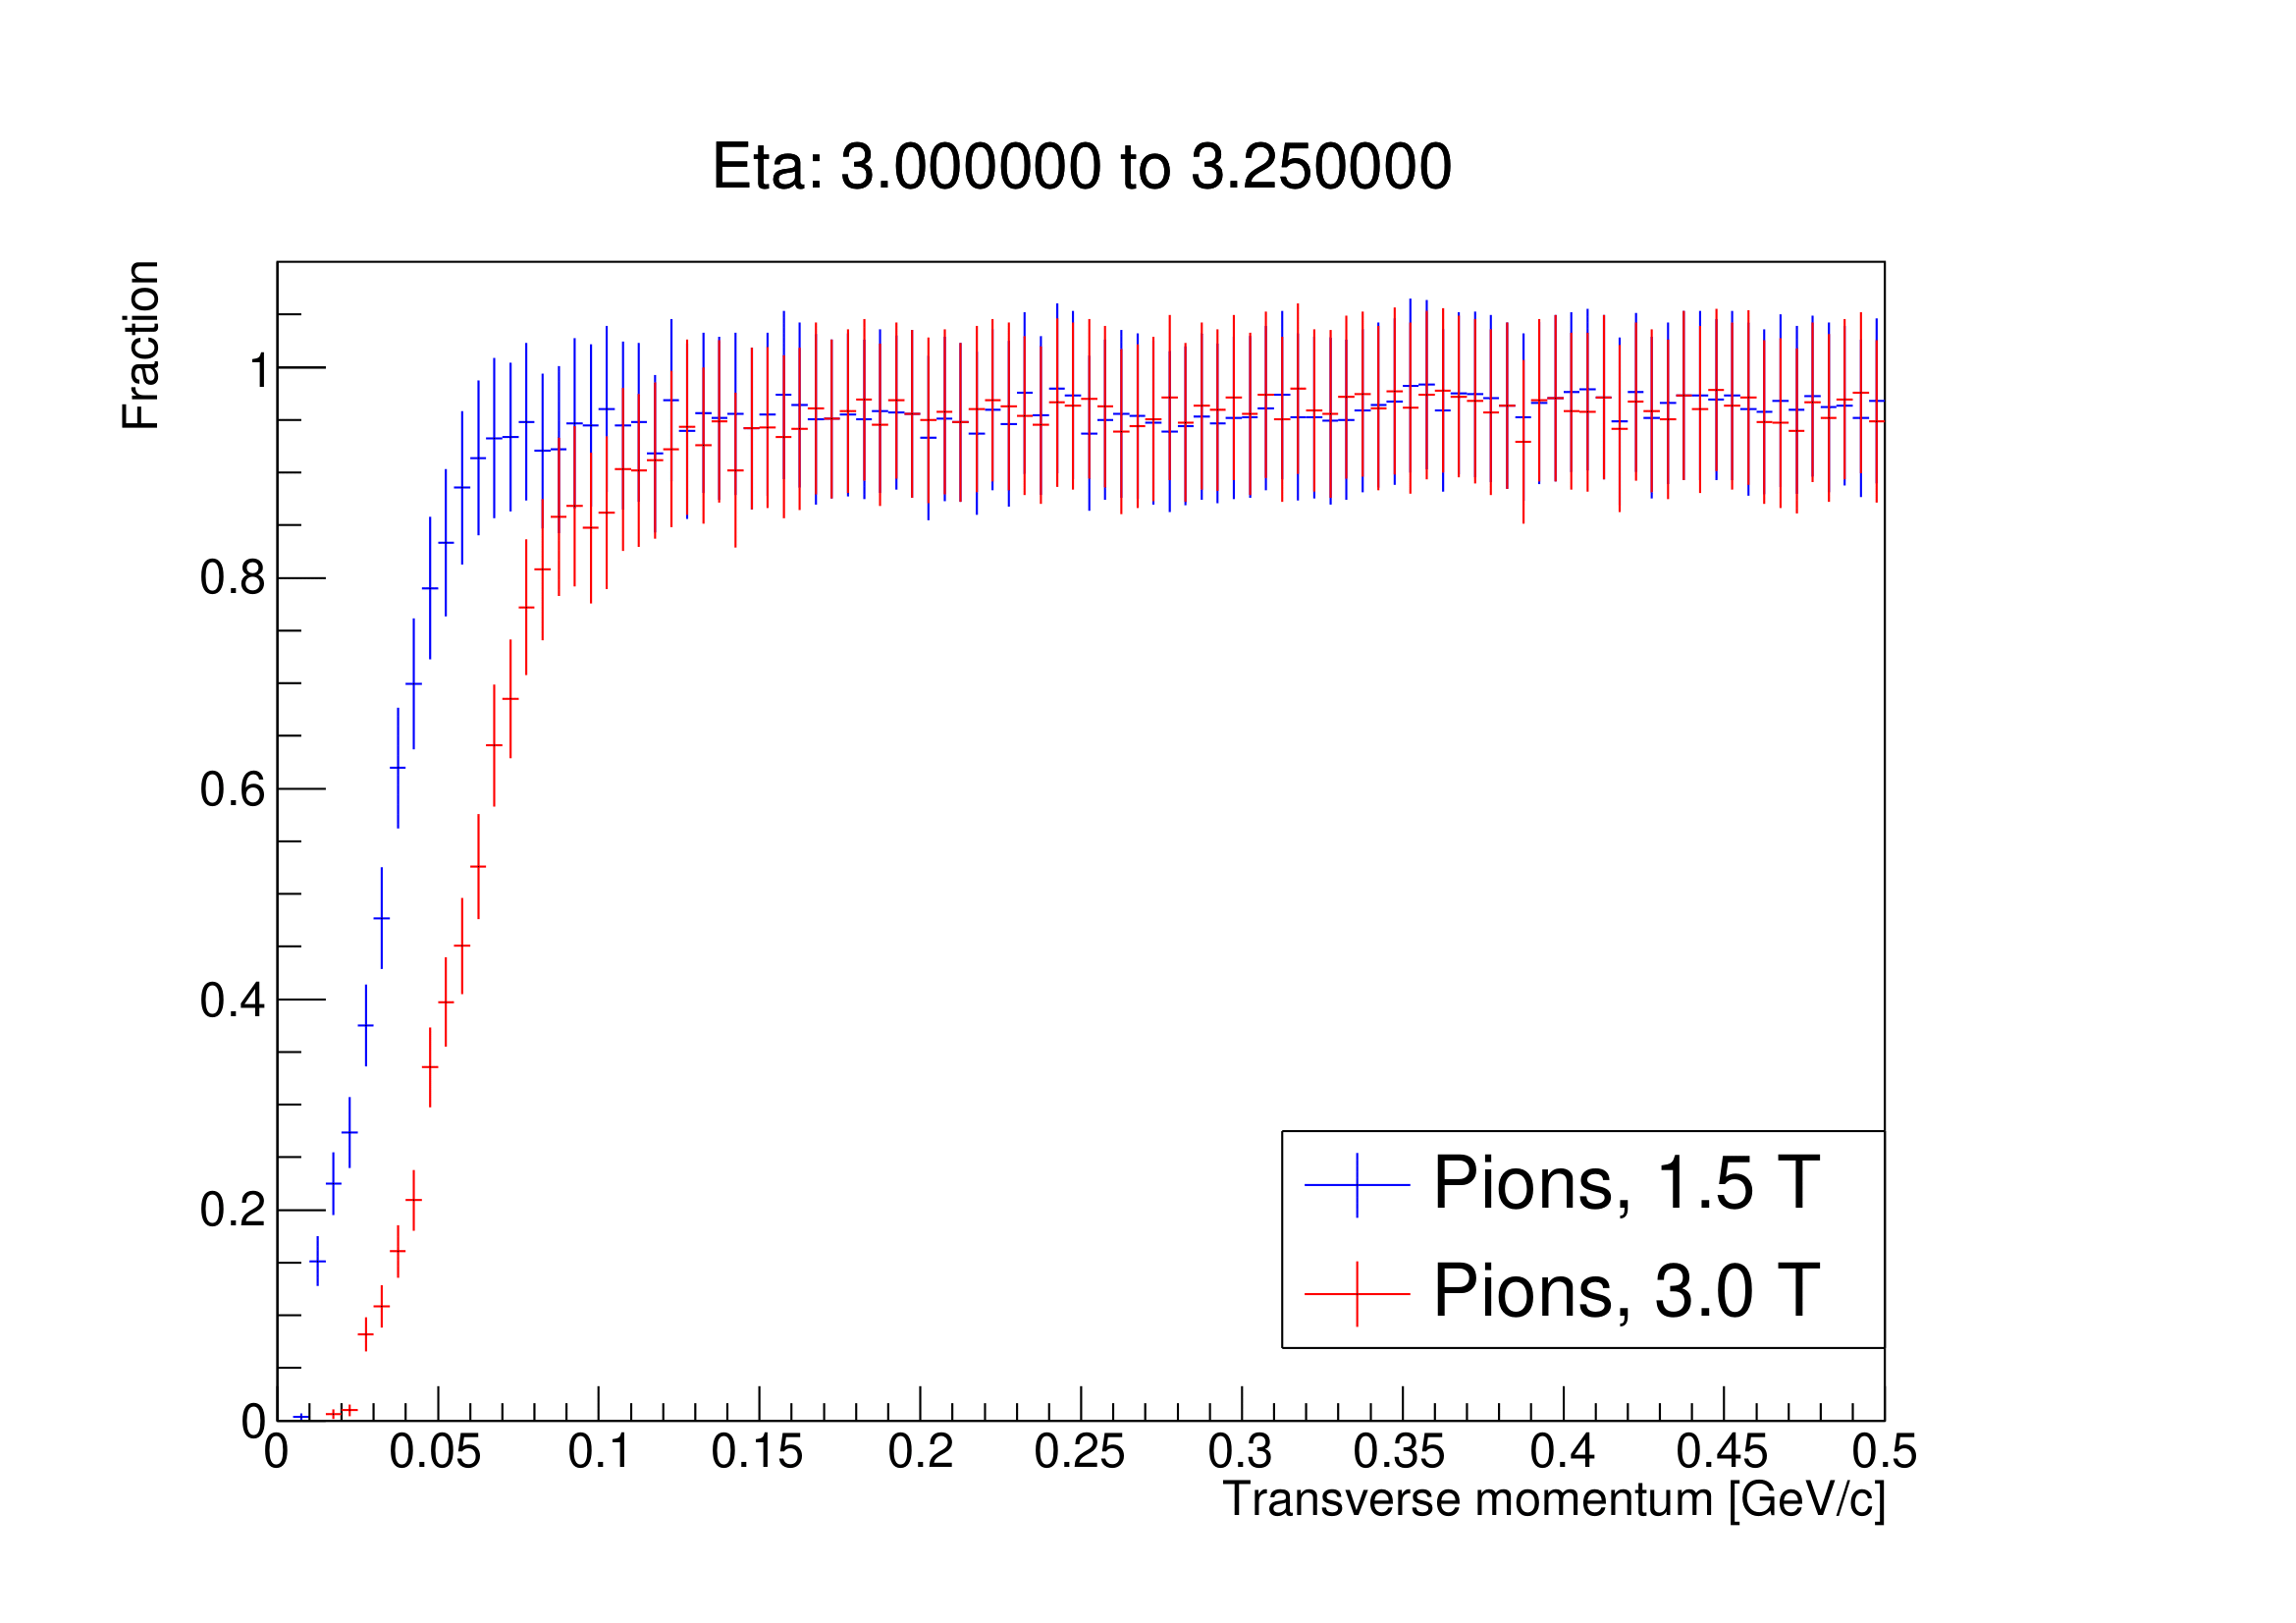 Eta: 3.000000 to 3.250000
Fraction
1
0.8
0.6
0.4
0.2
0
0 0.05 0.1 0.15 0.2 0.25 0.3 0.35 0.4 0.45 0.5
Transverse momentum [GeV/c]
Pions, 1.5 T
Pions, 3.0 T